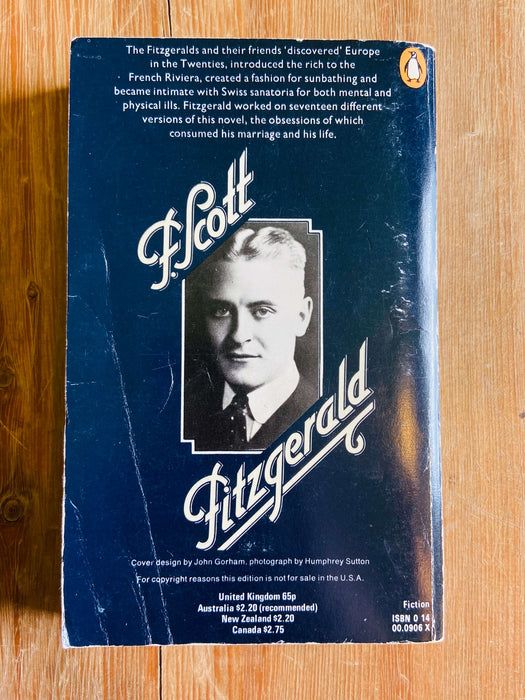 The Fitzgeralds and their friends 'discovered' Europe
in the Twenties, introduced the rich to the
French Riviera, created a fashion for sunbathing and
became intimate with Swiss sanatoria for both mental and
physical ills. Fitzgerald worked on seventeen different
versions of this novel, the obsessions of which
consumed his marriage and his life.
F. Scott
Fitzgerald
Cover design by John Gorham, photograph by Humphrey Sutton
For copyright reasons this edition is not for sale in the U.S.A.
United Kingdom 65p
Australia $2.20 (recommended)
New Zealand $2.20
Canada $2.75
Fiction
ISBN 0 14
00.0906 X